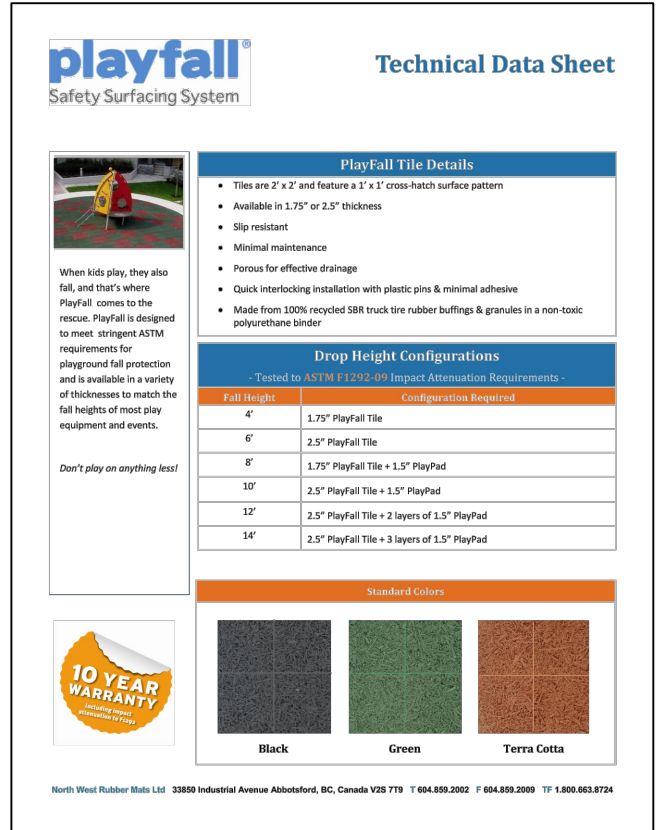 playfall®
Safety Surfacing System
Technical Data Sheet
When kids play, they also
fall, and that's where
PlayFall comes to the
rescue. PlayFall is designed
to meet stringent ASTM
requirements for
playground fall protection
and is available in a variety
of thicknesses to match the
fall heights of most play
equipment and events.
Don't play on anything less!
PlayFall Tile Details
• Tiles are 2' x 2' and feature a 1' x 1' cross-hatch surface pattern
• Available in 1.75" or 2.5" thickness
• Slip resistant
• Minimal maintenance
• Porous for effective drainage
• Quick interlocking installation with plastic pins & minimal adhesive
• Made from 100% recycled SBR truck tire rubber buffings & granules in a non-toxic
polyurethane binder
Drop Height Configurations
- Tested to ASTM F1292-09 Impact Attenuation Requirements -
Fall Height Configuration Required
4' 1.75" PlayFall Tile
6' 2.5" PlayFall Tile
8' 1.75" PlayFall Tile + 1.5" PlayPad
10' 2.5" PlayFall Tile + 1.5" PlayPad
12' 2.5" PlayFall Tile + 2 layers of 1.5" PlayPad
14' 2.5" PlayFall Tile + 3 layers of 1.5" PlayPad
10 YEAR
WARRANTY
Including impact
attenuation to F1292
Standard Colors
Black Green Terra Cotta
North West Rubber Mats Ltd 33850 Industrial Avenue Abbotsford, BC, Canada V2S 7T9 T 604.859.2002 F 604.859.2009 TF 1.800.663.8724